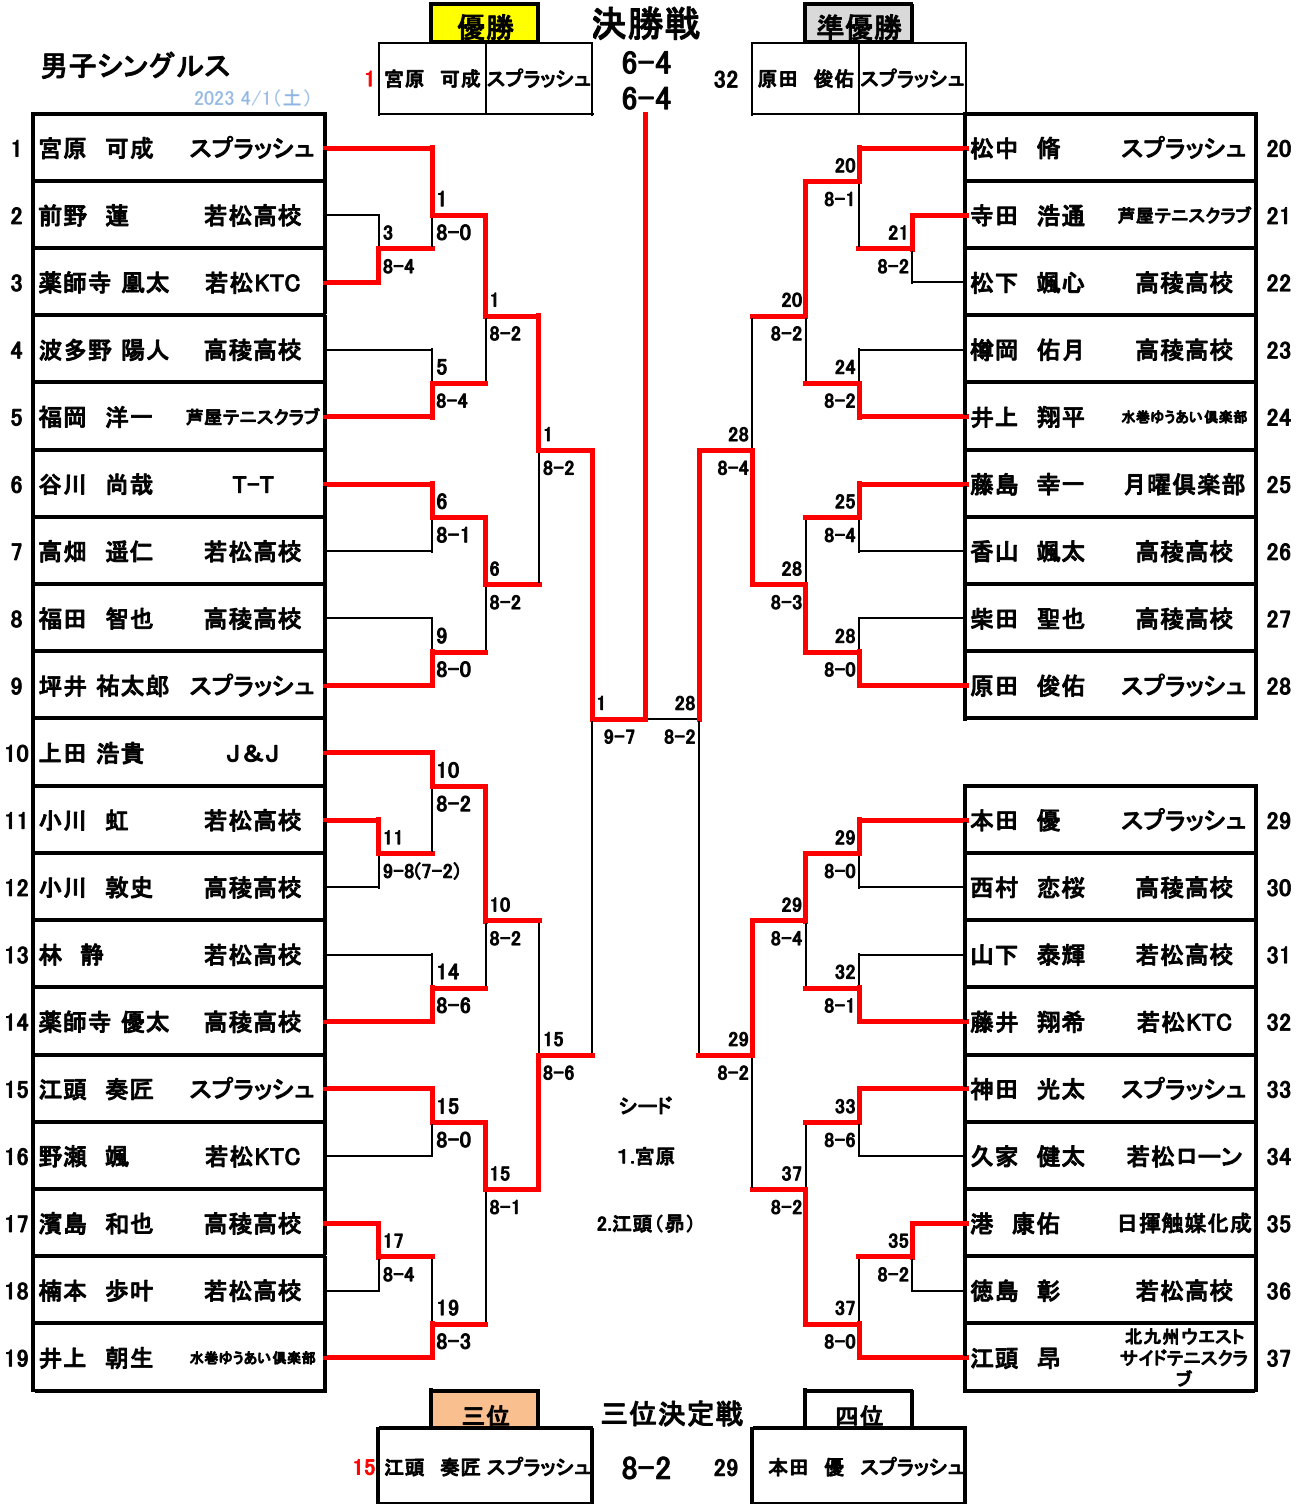 優勝 決勝戦 準優勝
男子シングルス
2023 4/1(土)
1 宮原 可成 スプラッシュ
6-4
6-4
32 原田 俊佑 スプラッシュ
1 宮原 可成 スプラッシュ
2 前野 蓮 若松高校
3 薬師寺 凰太 若松KTC
4 波多野 陽人 高稜高校
5 福岡 洋一 芦屋テニスクラブ
6 谷川 尚哉 T-T
7 高畑 遥仁 若松高校
8 福田 智也 高稜高校
9 坪井 祐太郎 スプラッシュ
10 上田 浩貴 J&J
11 小川 虹 若松高校
12 小川 敦史 高稜高校
13 林 静 若松高校
14 薬師寺 優太 高稜高校
15 江頭 奏匠 スプラッシュ
16 野瀬 颯 若松KTC
17 濱島 和也 高稜高校
18 楠本 歩叶 若松高校
19 井上 朝生 水巻ゆうあい倶楽部
3
8-4
11
9-8(7-2)
17
8-4
1
8-0
5
8-4
6
8-1
9
8-0
10
8-2
14
8-6
15
8-0
19
8-3
1
8-2
6
8-2
10
8-2
15
8-1
1
8-2
15
8-6
1
9-7
28
8-2
シード
1.宮原
2.江頭(昴)
28
8-4
29
8-2
20
8-2
28
8-3
29
8-4
37
8-2
20
8-1
24
8-2
25
8-4
28
8-0
29
8-0
32
8-1
33
8-6
37
8-0
21
8-2
35
8-2
松中 脩 スプラッシュ 20
寺田 浩通 芦屋テニスクラブ 21
松下 颯心 高稜高校 22
樽岡 佑月 高稜高校 23
井上 翔平 水巻ゆうあい倶楽部 24
藤島 幸一 月曜倶楽部 25
香山 颯太 高稜高校 26
柴田 聖也 高稜高校 27
原田 俊佑 スプラッシュ 28
本田 優 スプラッシュ 29
西村 恋桜 高稜高校 30
山下 泰輝 若松高校 31
藤井 翔希 若松KTC 32
神田 光太 スプラッシュ 33
久家 健太 若松ローン 34
港 康佑 日揮触媒化成 35
徳島 彰 若松高校 36
江頭 昂 北九州ウエスト
サイドテニスクラ
ブ 37
三位 三位決定戦 四位
15 江頭 奏匠 スプラッシュ 8-2 29 本田 優 スプラッシュ